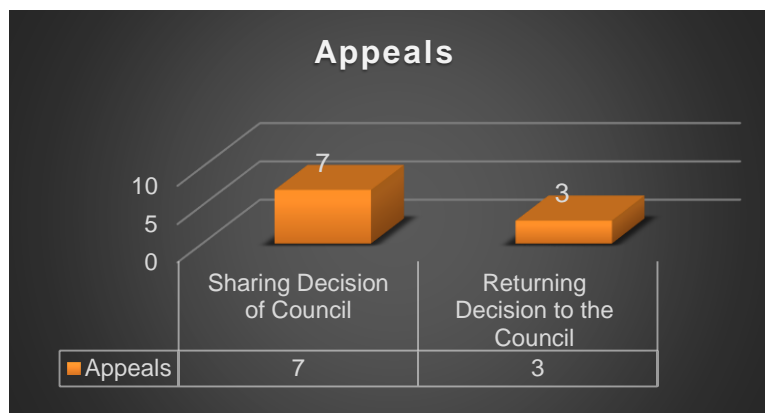 Appeals
7
3
10
5
0
Sharing Decision
of Council
Returning
Decision to the
Council
Appeals
7
3